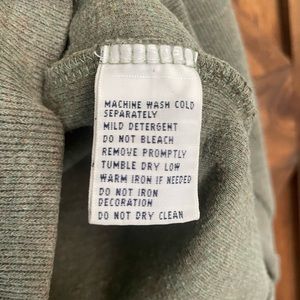 MACHINE WASH COLD
SEPARATELY
MILD DETERGENT
DO NOT BLEACH
REMOVE PROMPTLY
TUMBLE DRY LOW
WARM IRON IF NEEDED
DO NOT IRON
DECORATION
DO NOT DRY CLEAN